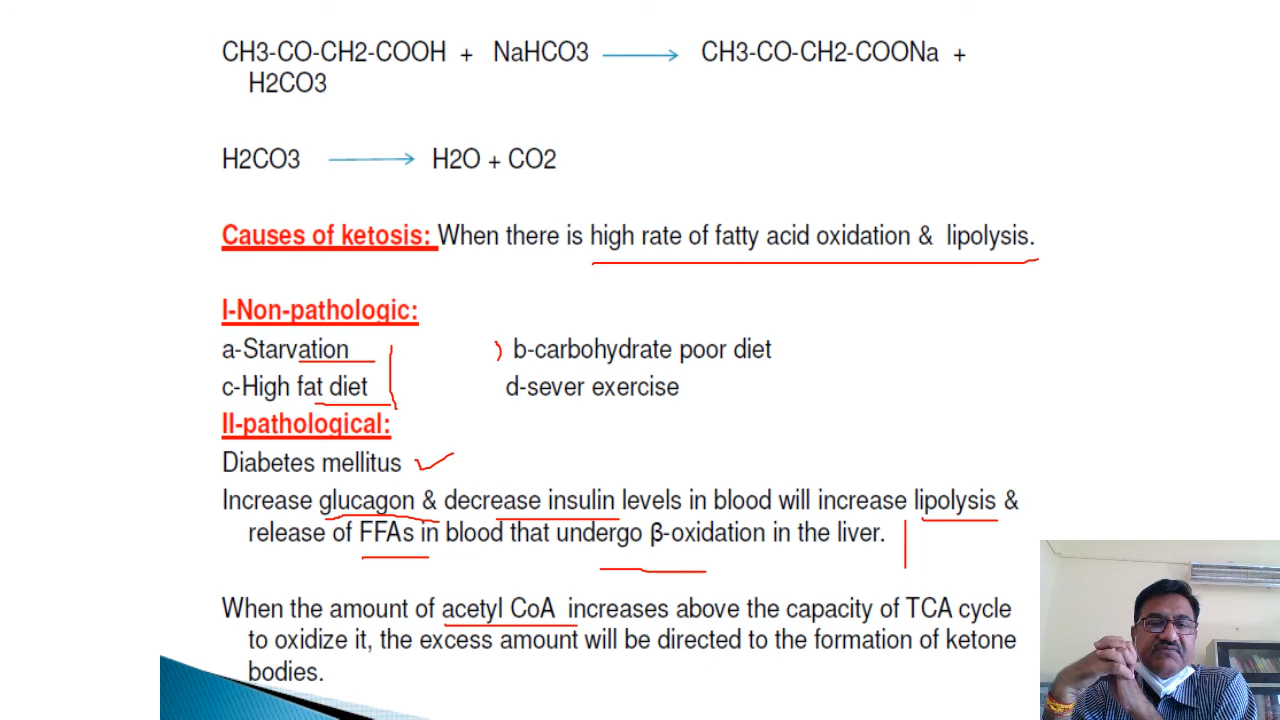 CH3-CO-CH2-COOH + NaHCO3 → CH3-CO-CH2-COONa +
H2CO3
H2CO3 → H2O + CO2
Causes of ketosis: When there is high rate of fatty acid oxidation & lipolysis.
I-Non-pathologic:
a-Starvation b-carbohydrate poor diet
c-High fat diet d-sever exercise
II-pathological:
Diabetes mellitus
Increase glucagon & decrease insulin levels in blood will increase lipolysis &
release of FFAs in blood that undergo β-oxidation in the liver.
When the amount of acetyl CoA increases above the capacity of TCA cycle
to oxidize it, the excess amount will be directed to the formation of ketone
bodies.